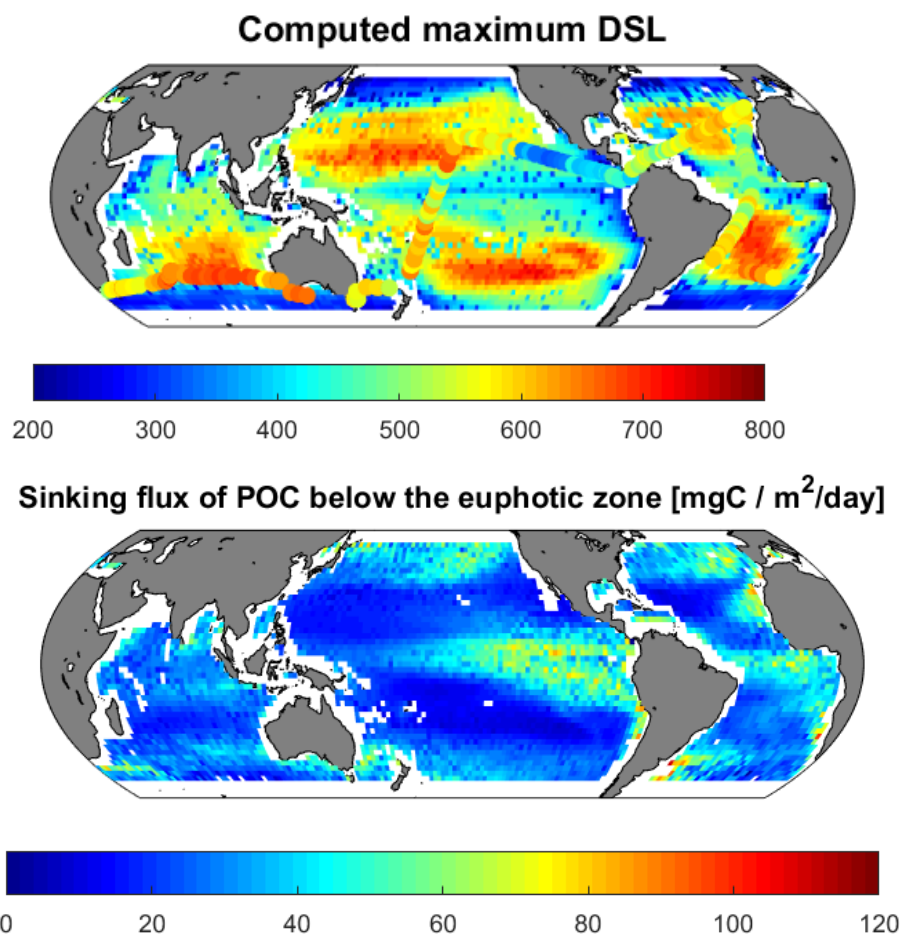 Computed maximum DSL
200 300 400 500 600 700 800
Sinking flux of POC below the euphotic zone [mgC / m²/day]
0 20 40 60 80 100 120